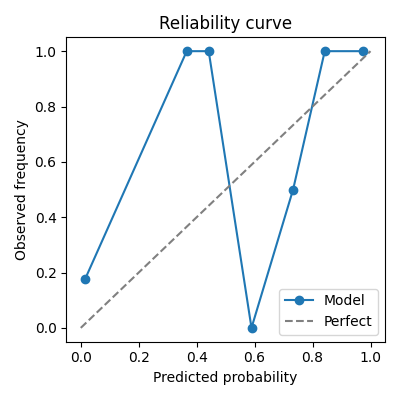 Reliability curve
Observed frequency
1.0
0.8
0.6
0.4
0.2
0.0
0.0 0.2 0.4 0.6 0.8 1.0
Predicted probability
Model
Perfect